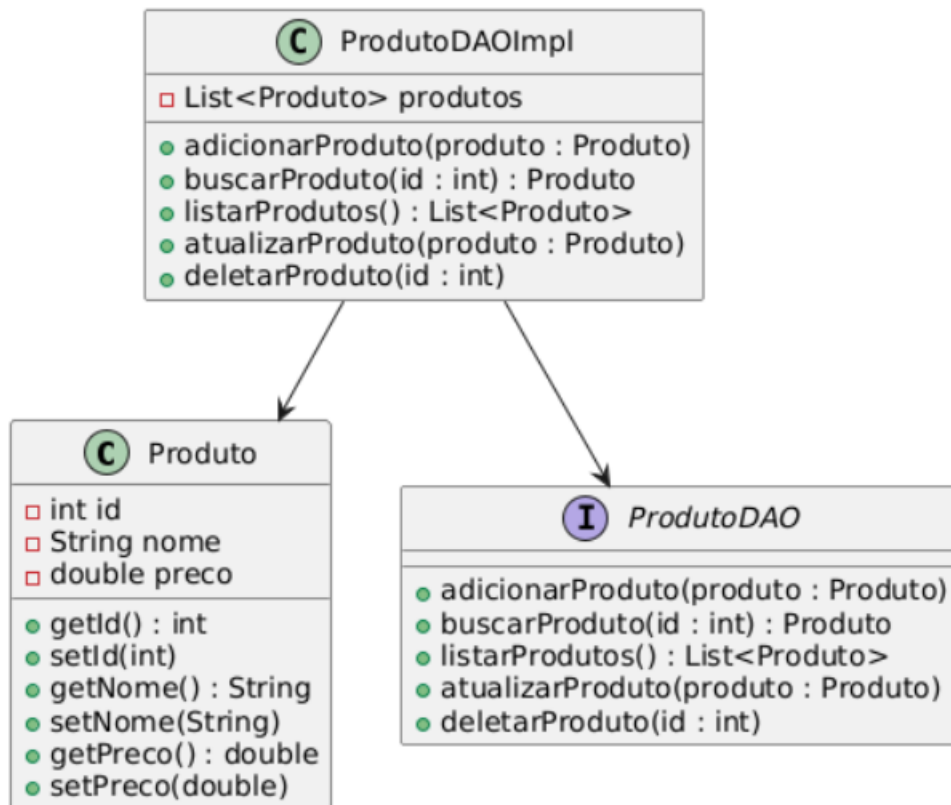 C ProdutoDAOImpl
List<Produto> produtos
adicionarProduto(produto : Produto)
buscarProduto(id : int) : Produto
listarProdutos() : List<Produto>
atualizarProduto(produto : Produto)
deletarProduto(id : int)
C Produto
int id
String nome
double preco
getId() : int
setId(int)
getNome() : String
setNome(String)
getPreco() : double
setPreco(double)
I ProdutoDAO
adicionarProduto(produto : Produto)
buscarProduto(id : int) : Produto
listarProdutos() : List<Produto>
atualizarProduto(produto : Produto)
deletarProduto(id : int)